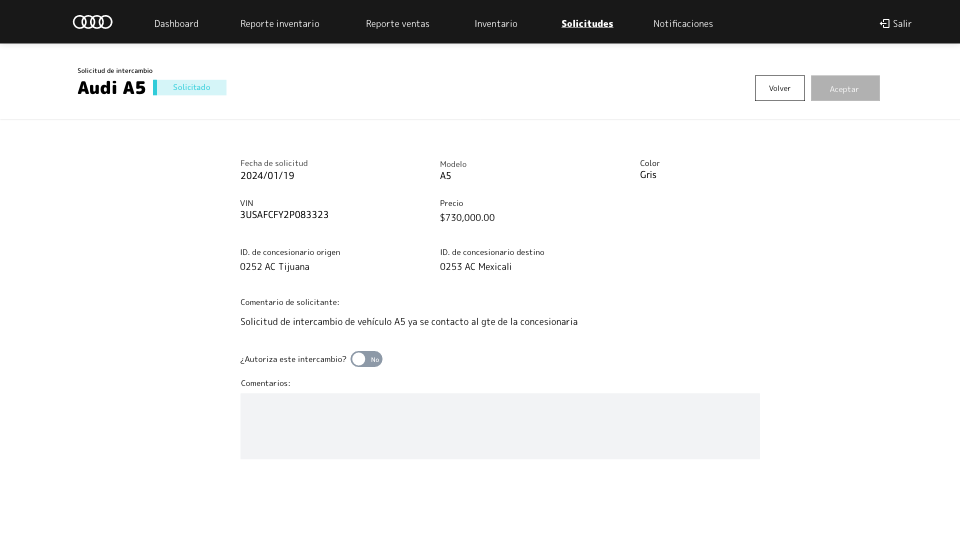 Dashboard Reporte inventario Reporte ventas Inventario Solicitudes Notificaciones Salir
Solicitud de intercambio
Audi A5 Solicitado
Volver Aceptar
Fecha de solicitud Modelo Color
2024/01/19 A5 Gris
VIN Precio
3USAFCFY2P083323 $730,000.00
ID. de concesionario origen ID. de concesionario destino
0252 AC Tijuana 0253 AC Mexicali
Comentario de solicitante:
Solicitud de intercambio de vehículo A5 ya se contacto al gte de la concesionaria
¿Autoriza este intercambio? No
Comentarios: